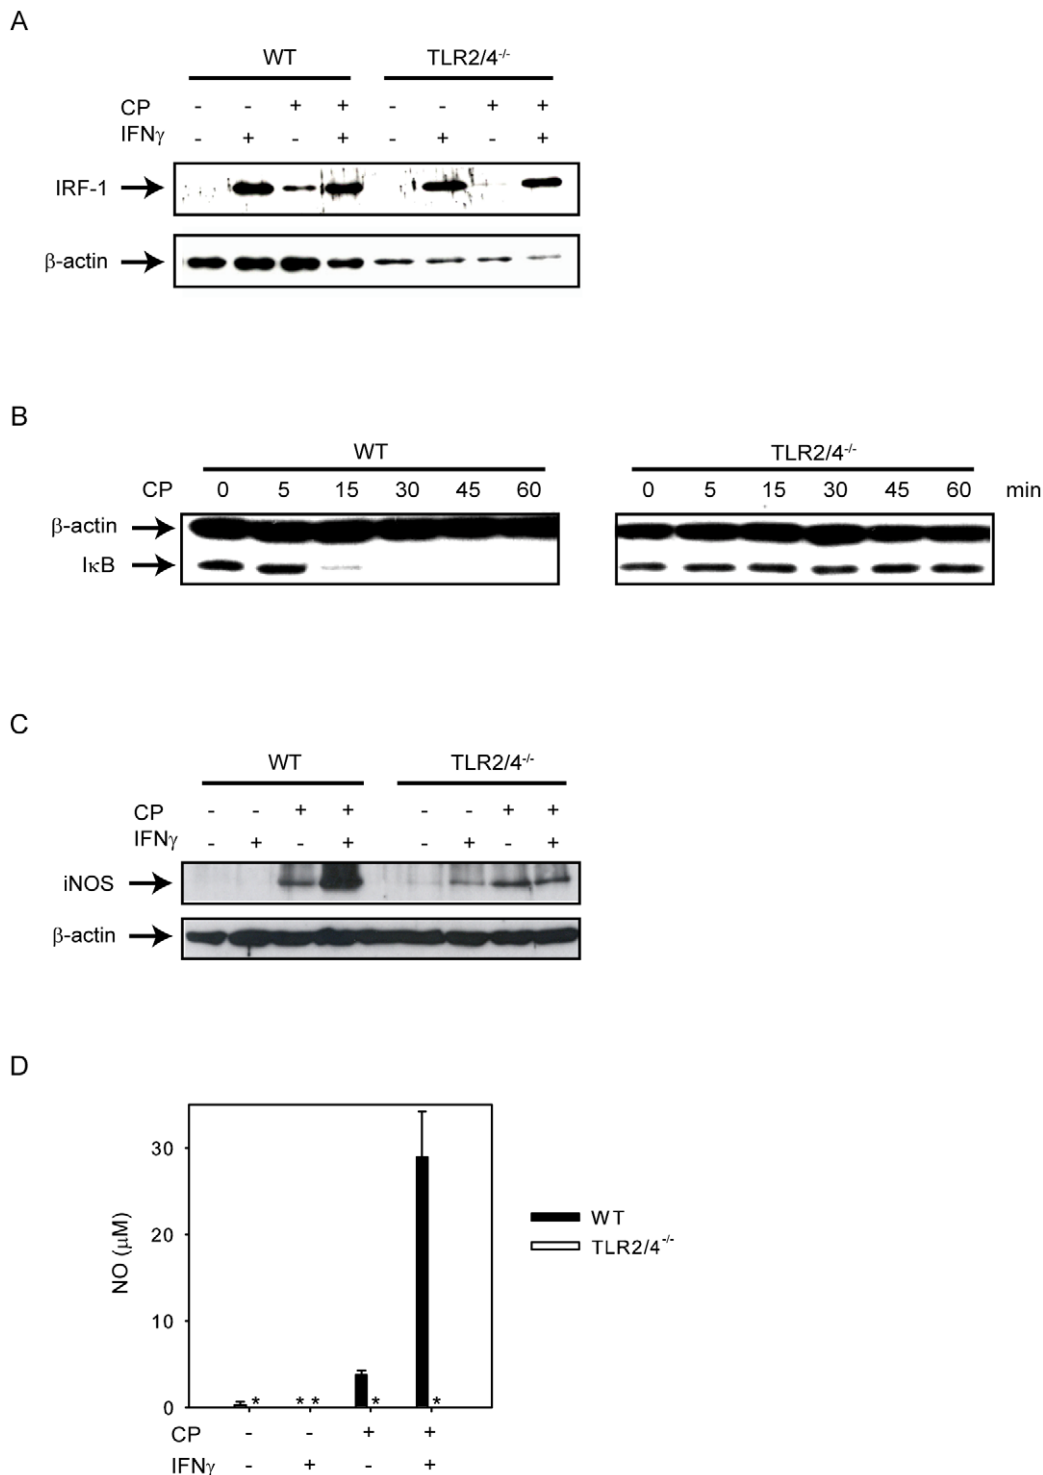 A
WT TLR2/4-/-
CP - - + + - - + +
IFNγ - + - + - + - +
IRF-1
β-actin
B
WT TLR2/4-/-
CP 0 5 15 30 45 60 0 5 15 30 45 60 min
β-actin
IκB
C
WT TLR2/4-/-
CP - - + + - - + +
IFNγ - + - + - + - +
iNOS
β-actin
D
30
20
10
0
NO (μM)
* * * * *
WT
TLR2/4-/-
CP - - + +
IFNγ - + - +